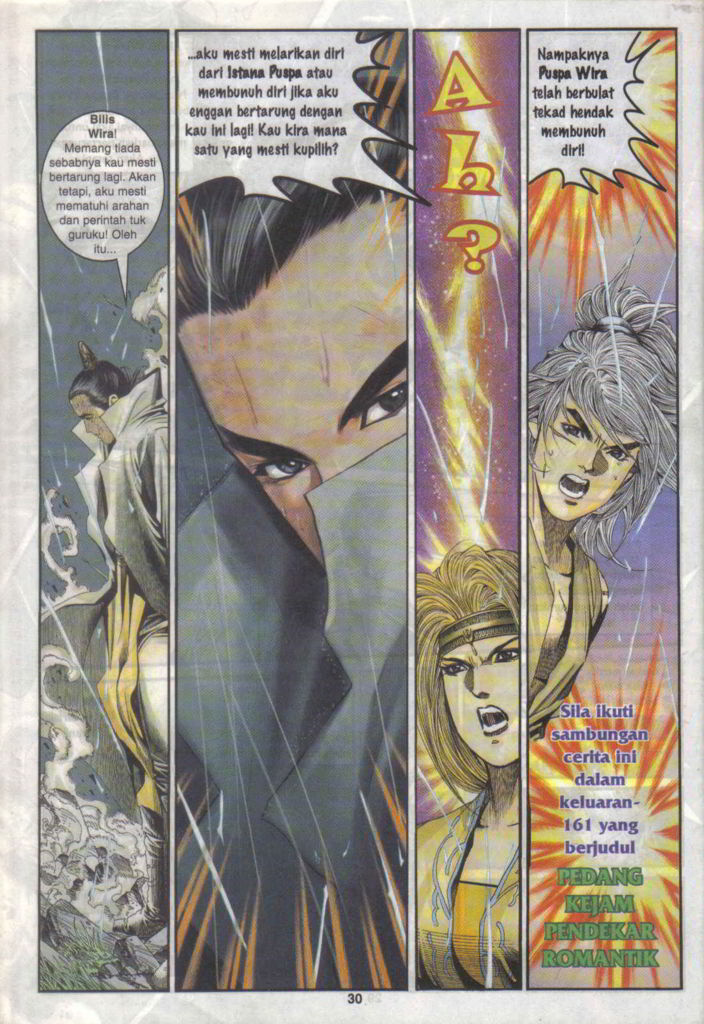 Bilis
Wira!
Memang tiada
sebabnya kau mesti
bertarung lagi. Akan
tetapi, aku mesti
mematuhi arahan
dan perintah tuk
guruku! Oleh
itu...
...aku mesti melarikan diri
dari Istana Puspa atau
membunuh diri jika aku
enggan bertarung dengan
kau ini lagi! Kau kira mana
satu yang mesti kupilih?
Ah?
Nampaknya
Puspa Wira
telah berbulat
tekad hendak
membunuh
diri!
Sila ikuti
sambungan
cerita ini
dalam
keluaran-
161 yang
berjudul
PEDANG
KEJAM
PENDEKAR
ROMANTIK
30